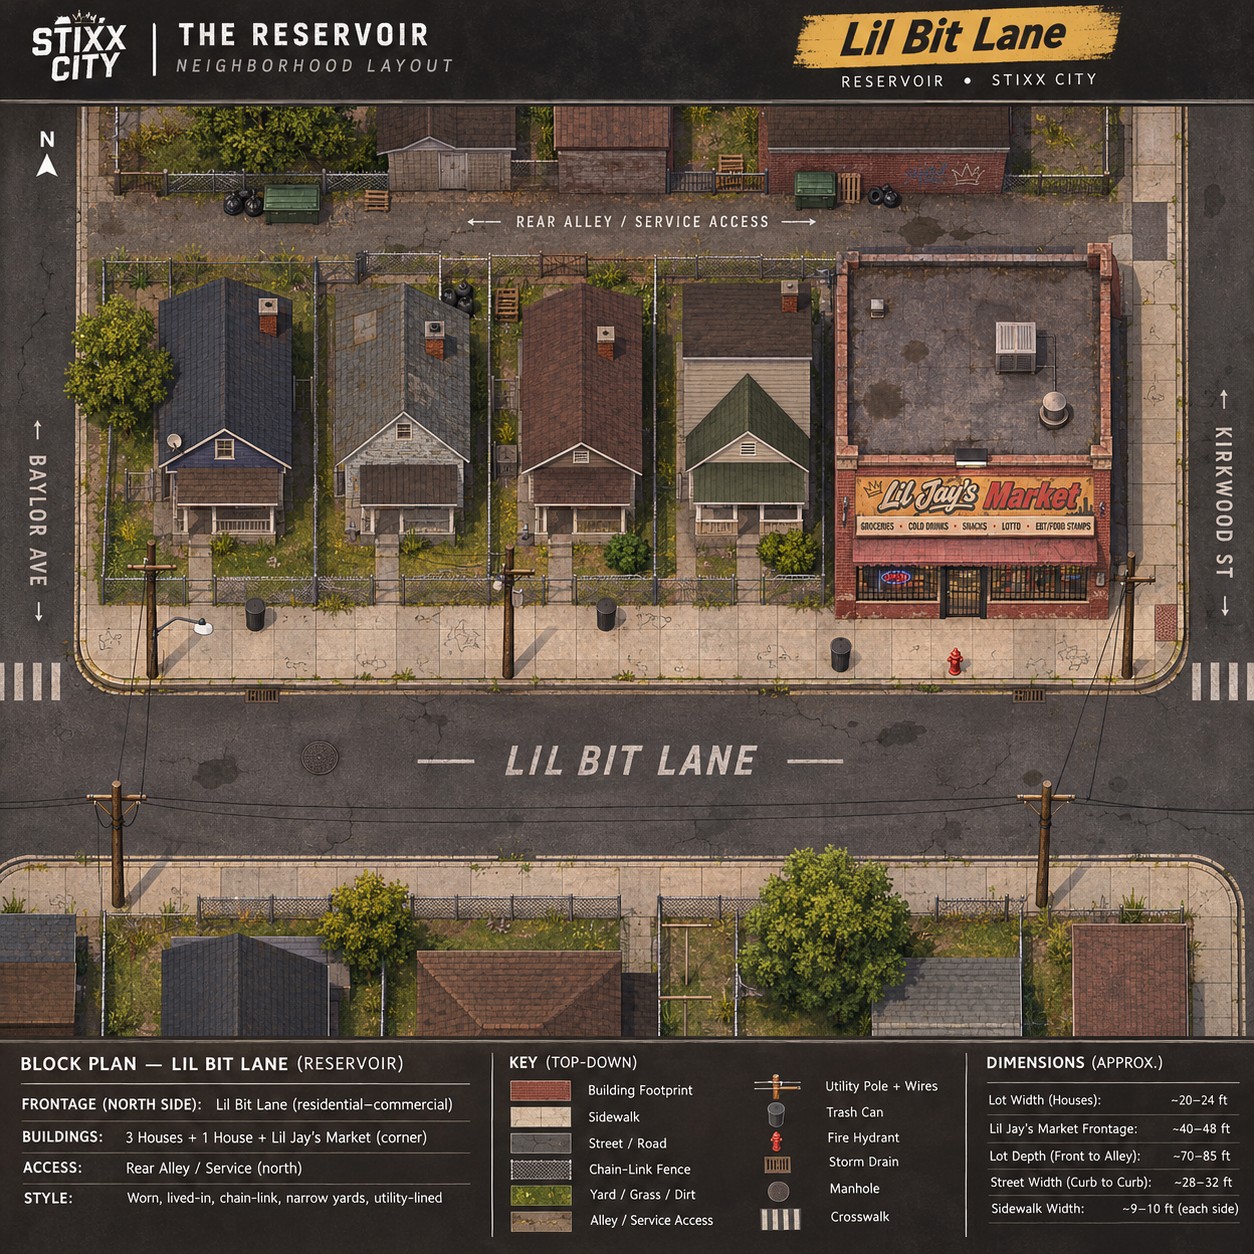 STIXX
CITY
THE RESERVOIR
NEIGHBORHOOD LAYOUT
Lil Bit Lane
RESERVOIR • STIXX CITY
N
← REAR ALLEY / SERVICE ACCESS →
← BAYLOR AVE →
← KIRKWOOD ST →
Lil Jay's Market
GROCERIES • COLD DRINKS • SNACKS • LOTTO • EBT/FOOD STAMPS
OPEN
LIL BIT LANE
BLOCK PLAN — LIL BIT LANE (RESERVOIR)
FRONTAGE (NORTH SIDE): Lil Bit Lane (residential–commercial)
BUILDINGS: 3 Houses + 1 House + Lil Jay's Market (corner)
ACCESS: Rear Alley / Service (north)
STYLE: Worn, lived-in, chain-link, narrow yards, utility-lined
KEY (TOP-DOWN)
Building Footprint
Sidewalk
Street / Road
Chain-Link Fence
Yard / Grass / Dirt
Alley / Service Access
Utility Pole + Wires
Trash Can
Fire Hydrant
Storm Drain
Manhole
Crosswalk
DIMENSIONS (APPROX.)
Lot Width (Houses): ~20–24 ft
Lil Jay's Market Frontage: ~40–48 ft
Lot Depth (Front to Alley): ~70–85 ft
Street Width (Curb to Curb): ~28–32 ft
Sidewalk Width: ~9–10 ft (each side)